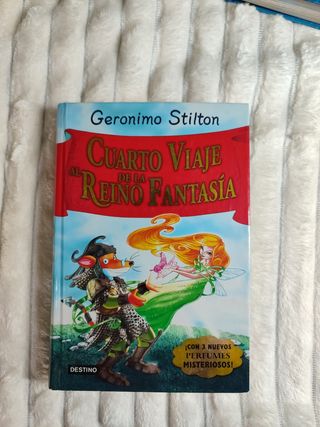 Geronimo Stilton
CUARTO VIAJE
AL DE LA
REINO FANTASÍA
¡CON 3 NUEVOS
PERFUMES
MISTERIOSOS!
DESTINO